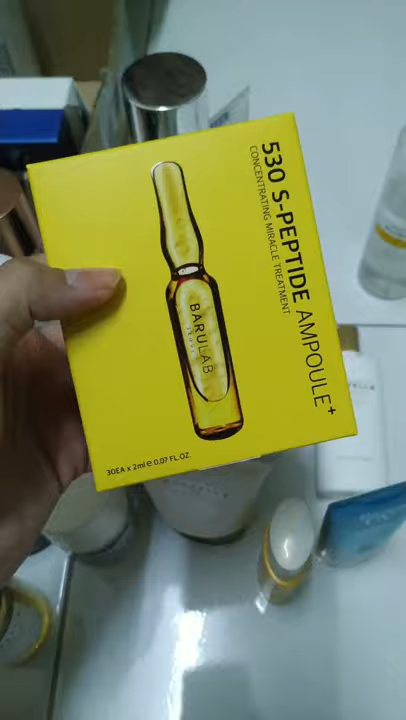 530 S-PEPTIDE AMPOULE+
CONCENTRATING MIRACLE TREATMENT
BARULAB
30EA x 2ml ℮ 0.07 FL.OZ.